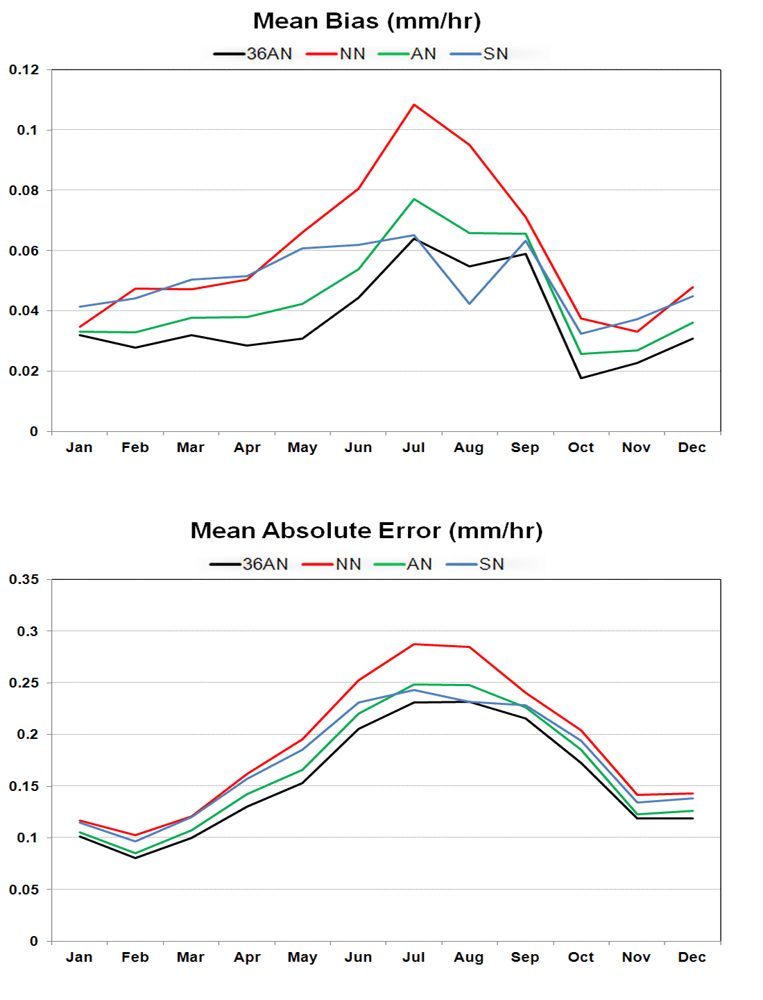 Mean Bias (mm/hr)
36AN NN AN SN
0.12
0.1
0.08
0.06
0.04
0.02
0
Jan Feb Mar Apr May Jun Jul Aug Sep Oct Nov Dec
Mean Absolute Error (mm/hr)
36AN NN AN SN
0.35
0.3
0.25
0.2
0.15
0.1
0.05
0
Jan Feb Mar Apr May Jun Jul Aug Sep Oct Nov Dec